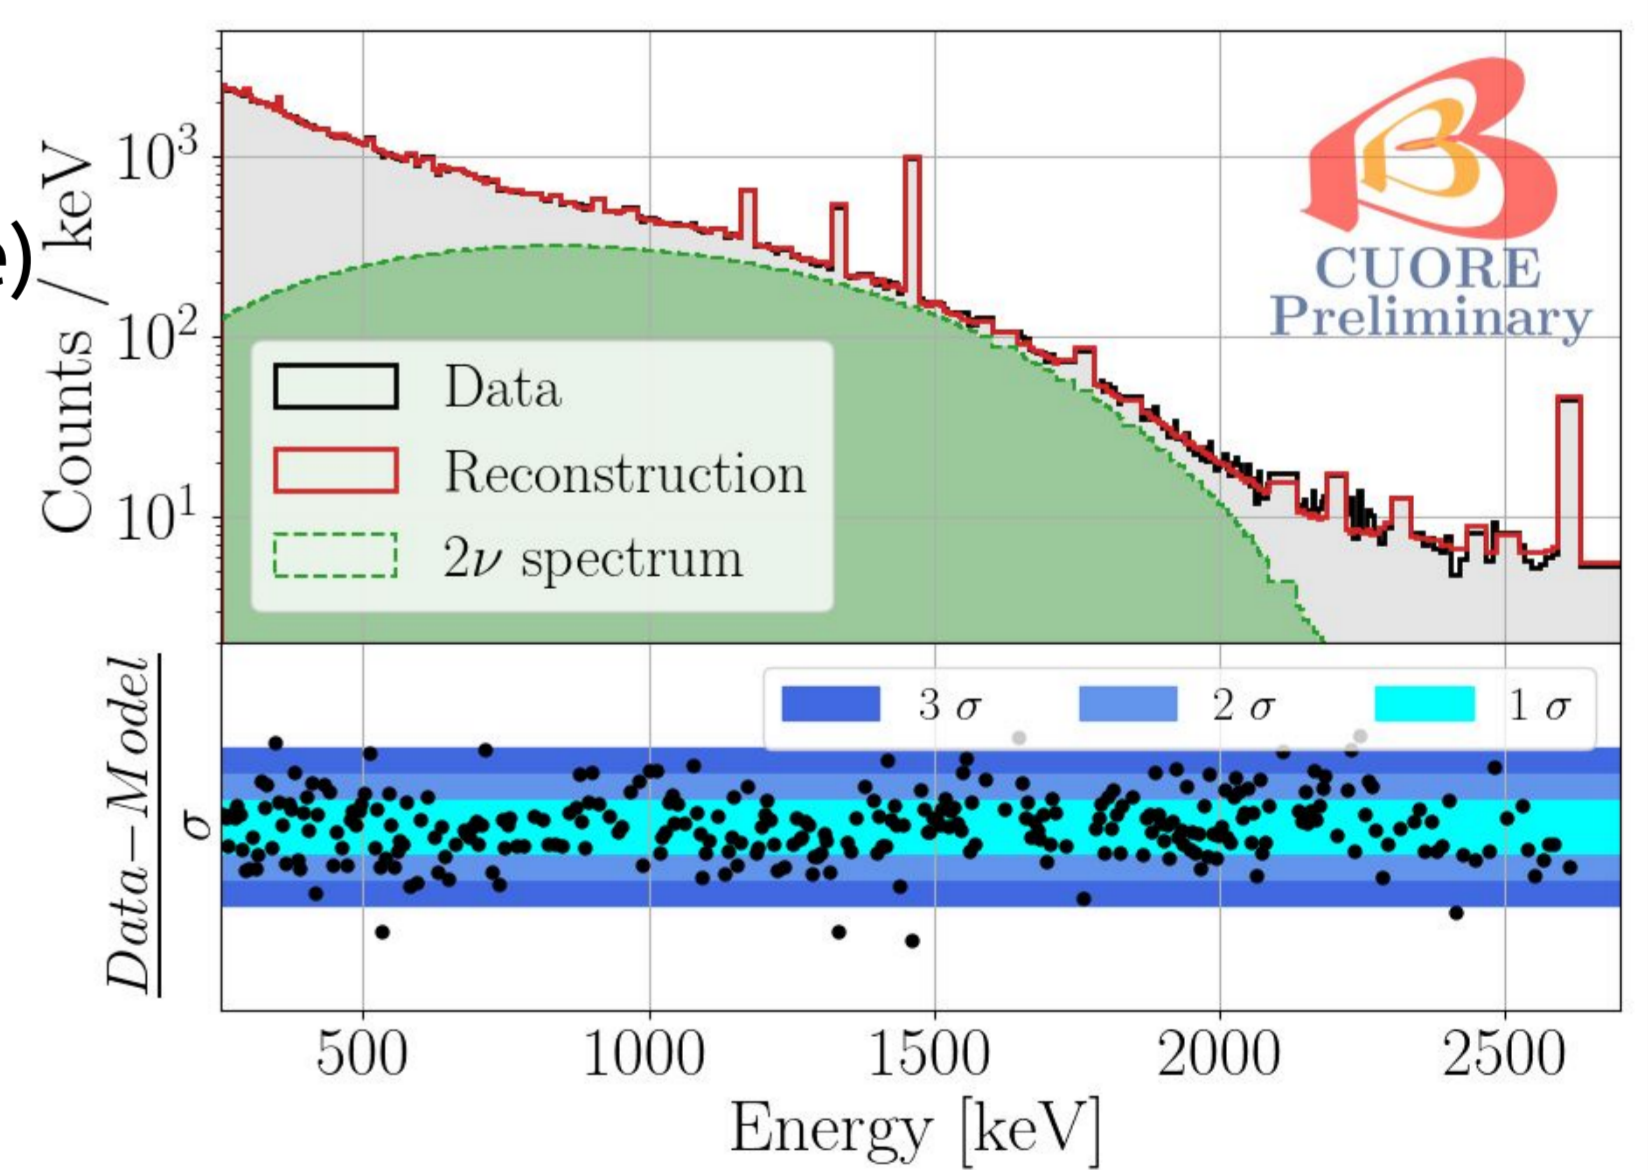 e)
Counts / keV
10³
10²
10¹
CUORE
Preliminary
Data
Reconstruction
2ν spectrum
Data−Model
σ
3 σ 2 σ 1 σ
500 1000 1500 2000 2500
Energy [keV]